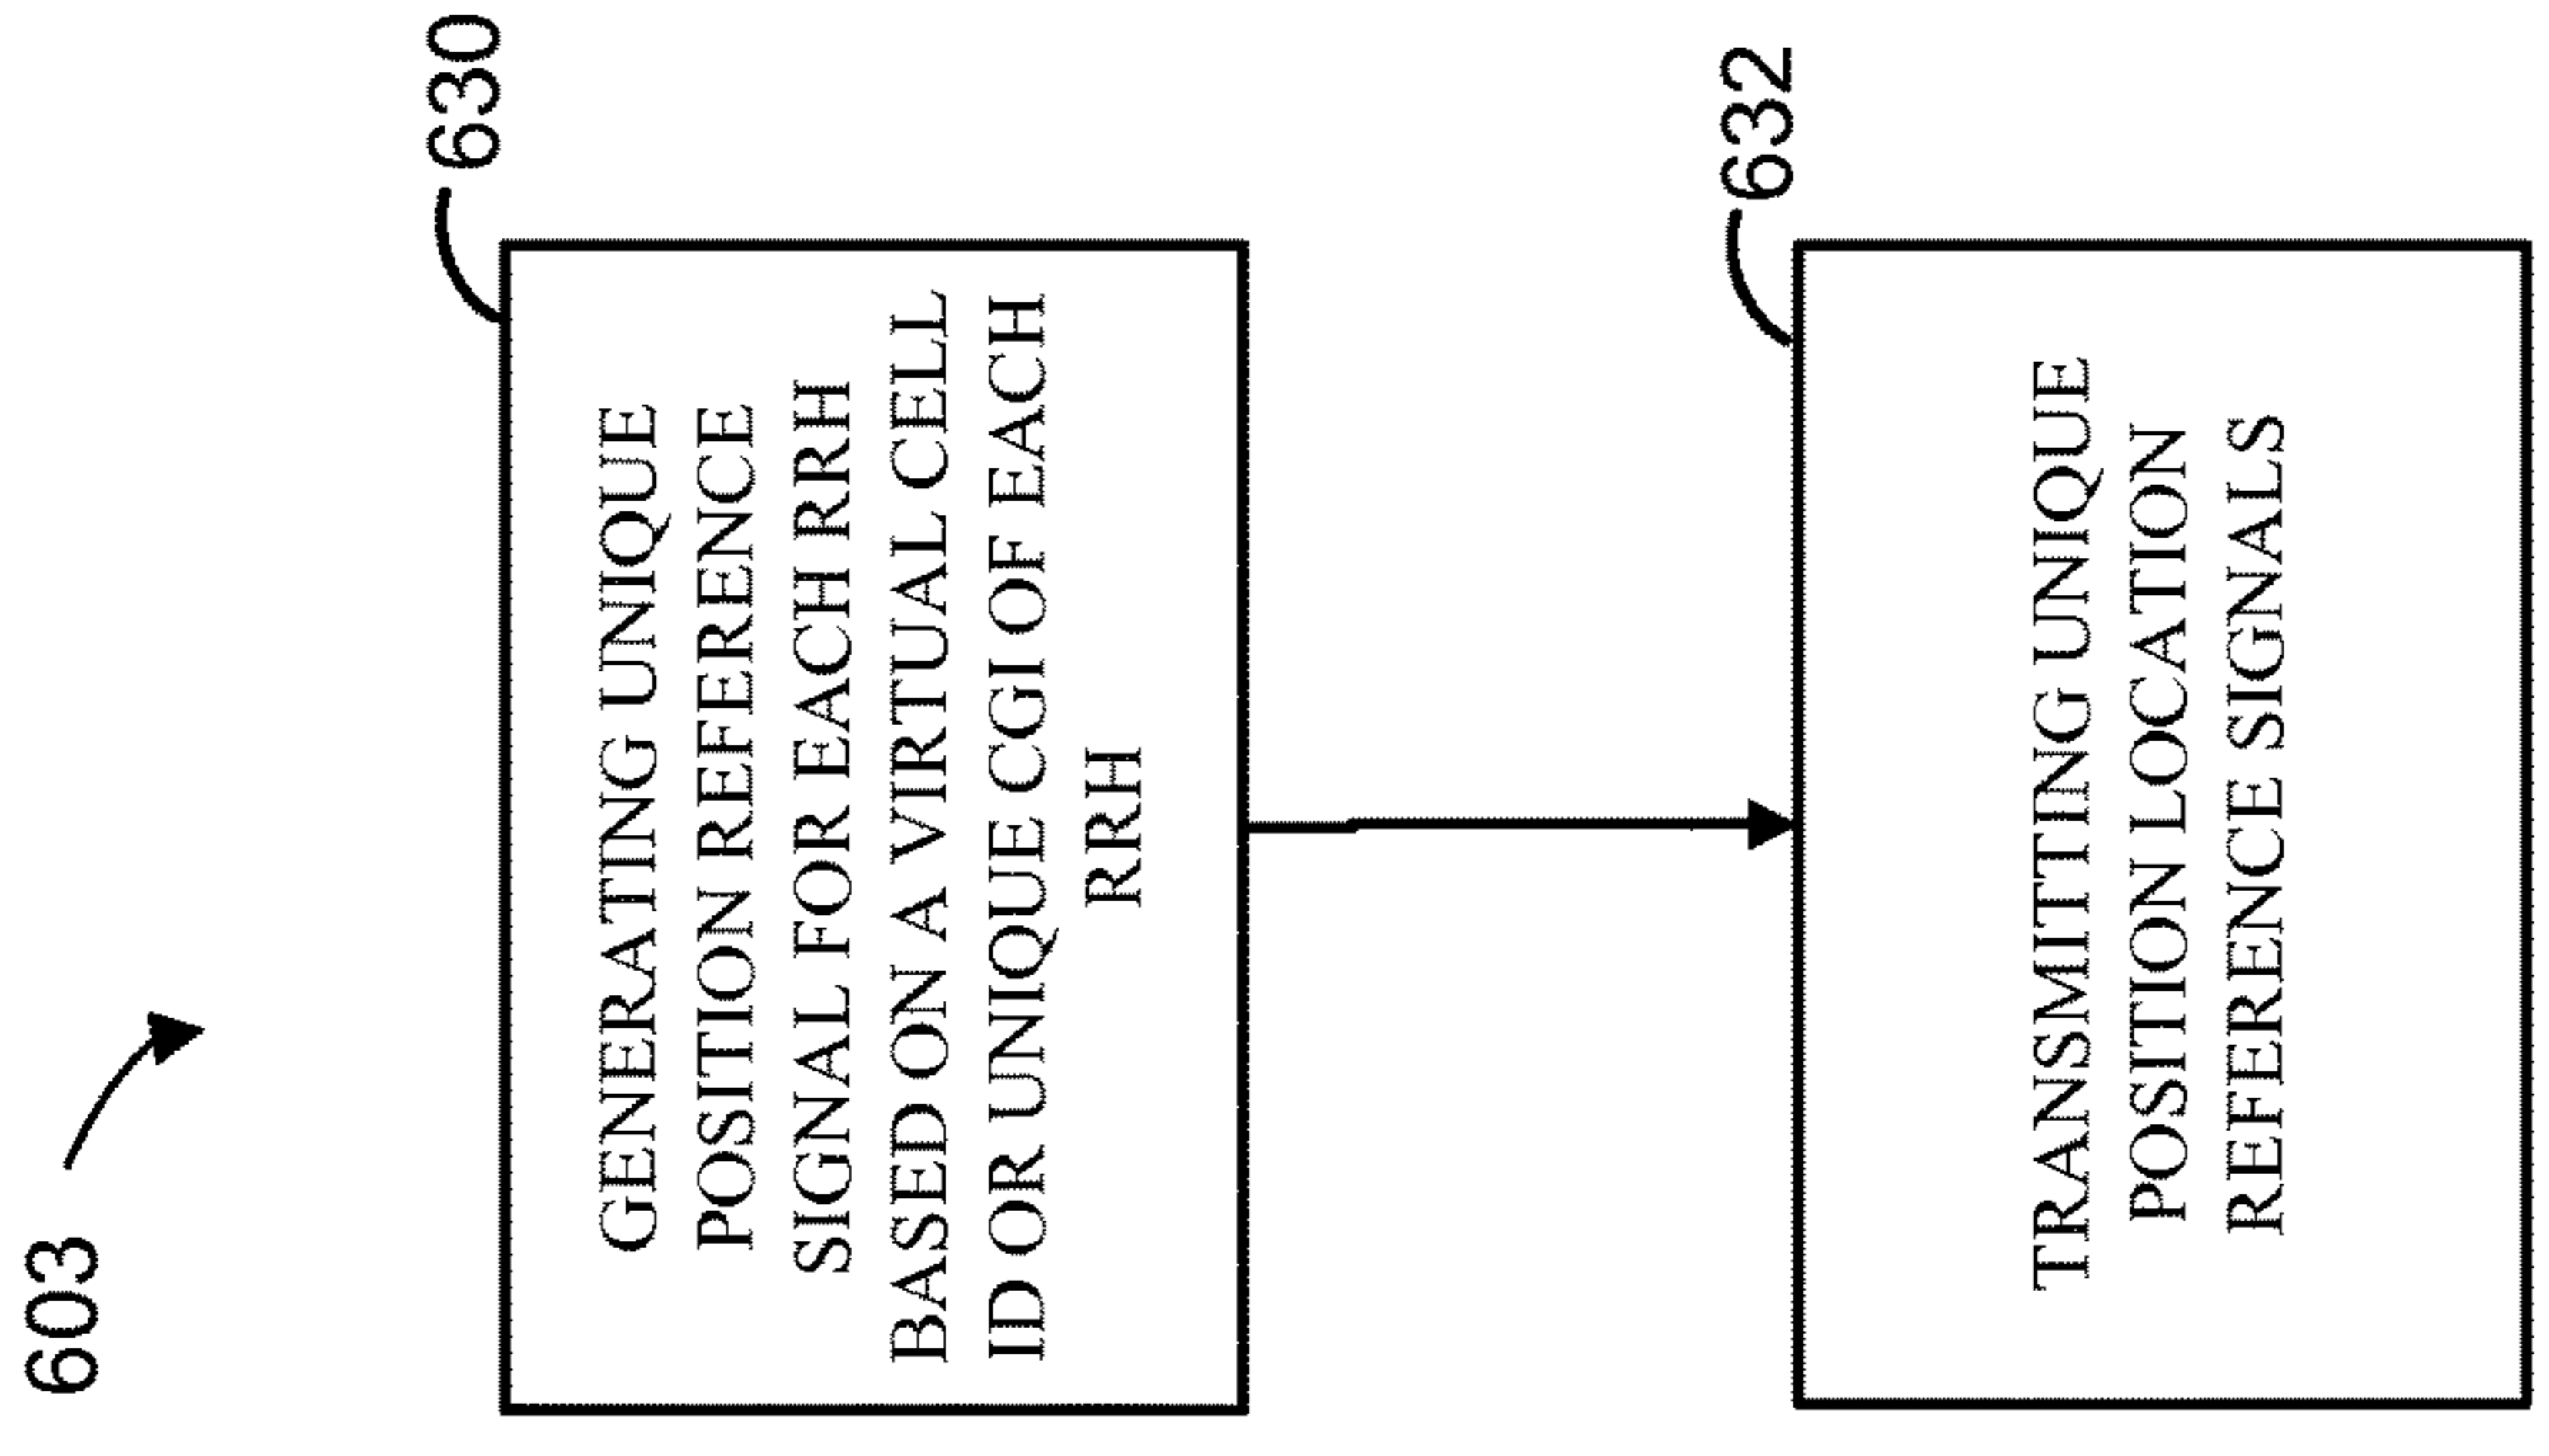 603
630
GENERATING UNIQUE
POSITION REFERENCE
SIGNAL FOR EACH RRH
BASED ON A VIRTUAL CELL
ID OR UNIQUE CGI OF EACH
RRH
632
TRANSMITTING UNIQUE
POSITION LOCATION
REFERENCE SIGNALS